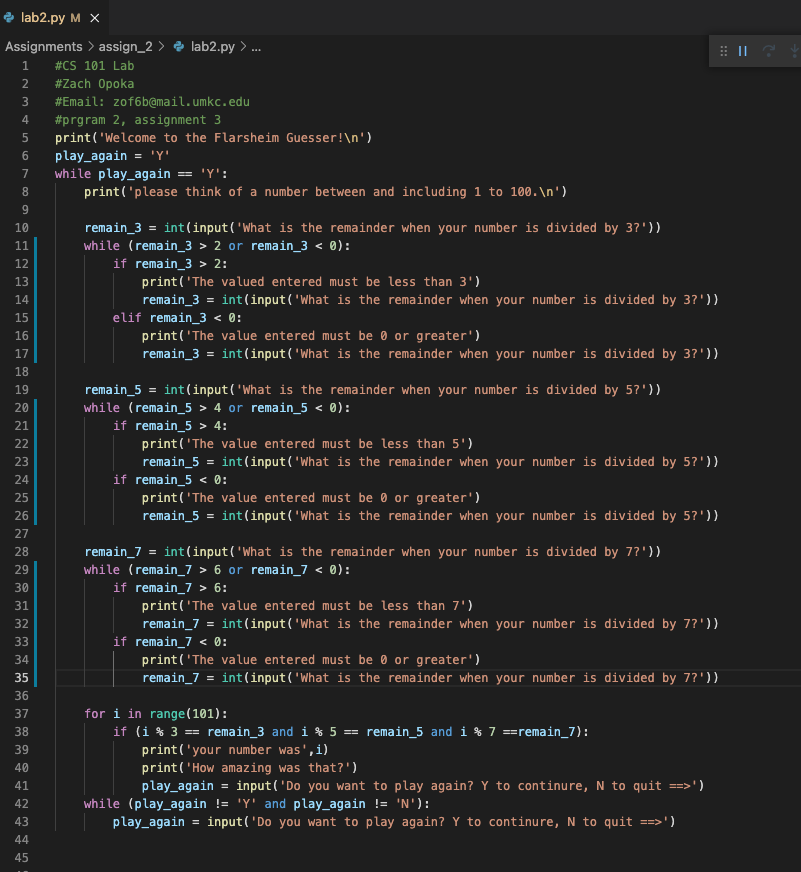 lab2.py M
Assignments > assign_2 > lab2.py > ...
1 #CS 101 Lab
2 #Zach Opoka
3 #Email: zof6b@mail.umkc.edu
4 #prgram 2, assignment 3
5 print('Welcome to the Flarsheim Guesser!\n')
6 play_again = 'Y'
7 while play_again == 'Y':
8     print('please think of a number between and including 1 to 100.\n')
9
10     remain_3 = int(input('What is the remainder when your number is divided by 3?'))
11     while (remain_3 > 2 or remain_3 < 0):
12         if remain_3 > 2:
13             print('The valued entered must be less than 3')
14             remain_3 = int(input('What is the remainder when your number is divided by 3?'))
15         elif remain_3 < 0:
16             print('The value entered must be 0 or greater')
17             remain_3 = int(input('What is the remainder when your number is divided by 3?'))
18
19     remain_5 = int(input('What is the remainder when your number is divided by 5?'))
20     while (remain_5 > 4 or remain_5 < 0):
21         if remain_5 > 4:
22             print('The value entered must be less than 5')
23             remain_5 = int(input('What is the remainder when your number is divided by 5?'))
24         if remain_5 < 0:
25             print('The value entered must be 0 or greater')
26             remain_5 = int(input('What is the remainder when your number is divided by 5?'))
27
28     remain_7 = int(input('What is the remainder when your number is divided by 7?'))
29     while (remain_7 > 6 or remain_7 < 0):
30         if remain_7 > 6:
31             print('The value entered must be less than 7')
32             remain_7 = int(input('What is the remainder when your number is divided by 7?'))
33         if remain_7 < 0:
34             print('The value entered must be 0 or greater')
35             remain_7 = int(input('What is the remainder when your number is divided by 7?'))
36
37     for i in range(101):
38         if (i % 3 == remain_3 and i % 5 == remain_5 and i % 7 ==remain_7):
39             print('your number was',i)
40             print('How amazing was that?')
41             play_again = input('Do you want to play again? Y to continure, N to quit ==>')
42     while (play_again != 'Y' and play_again != 'N'):
43         play_again = input('Do you want to play again? Y to continure, N to quit ==>')
44
45